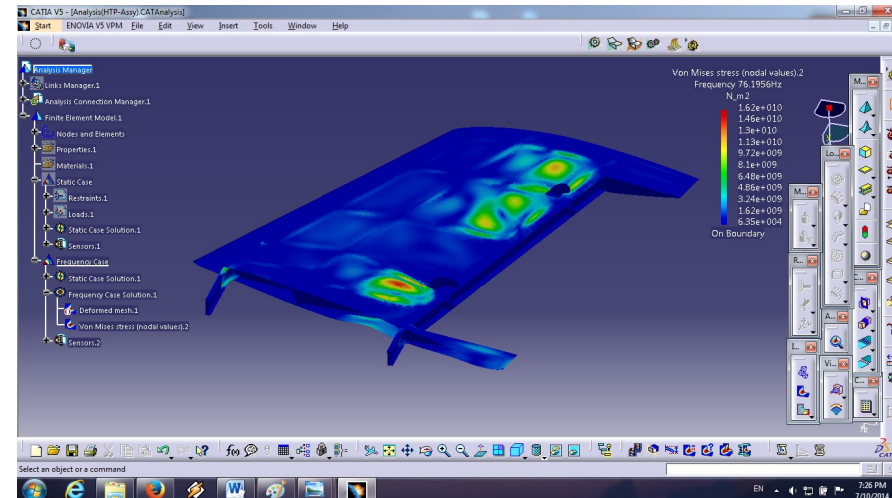 CATIA V5 - [Analysis(HTP-Assy).CATAnalysis]
Start ENOVIA V5 VPM File Edit View Insert Tools Window Help
Analysis Manager
Links Manager.1
Analysis Connection Manager.1
Finite Element Model.1
Nodes and Elements
Properties.1
Materials.1
Static Case
Restraints.1
Loads.1
Static Case Solution.1
Sensors.1
Frequency Case
Static Case Solution.1
Frequency Case Solution.1
Deformed mesh.1
Von Mises stress (nodal values).2
Sensors.2
Von Mises stress (nodal values).2
Frequency 76.1956Hz
N_m2
1.62e+010
1.46e+010
1.3e+010
1.13e+010
9.72e+009
8.1e+009
6.48e+009
4.86e+009
3.24e+009
1.62e+009
6.35e+004
On Boundary
M...
Lo...
M...
R...
A...
L...
Vi...
C...
Select an object or a command
EN
7:26 PM
7/10/2014